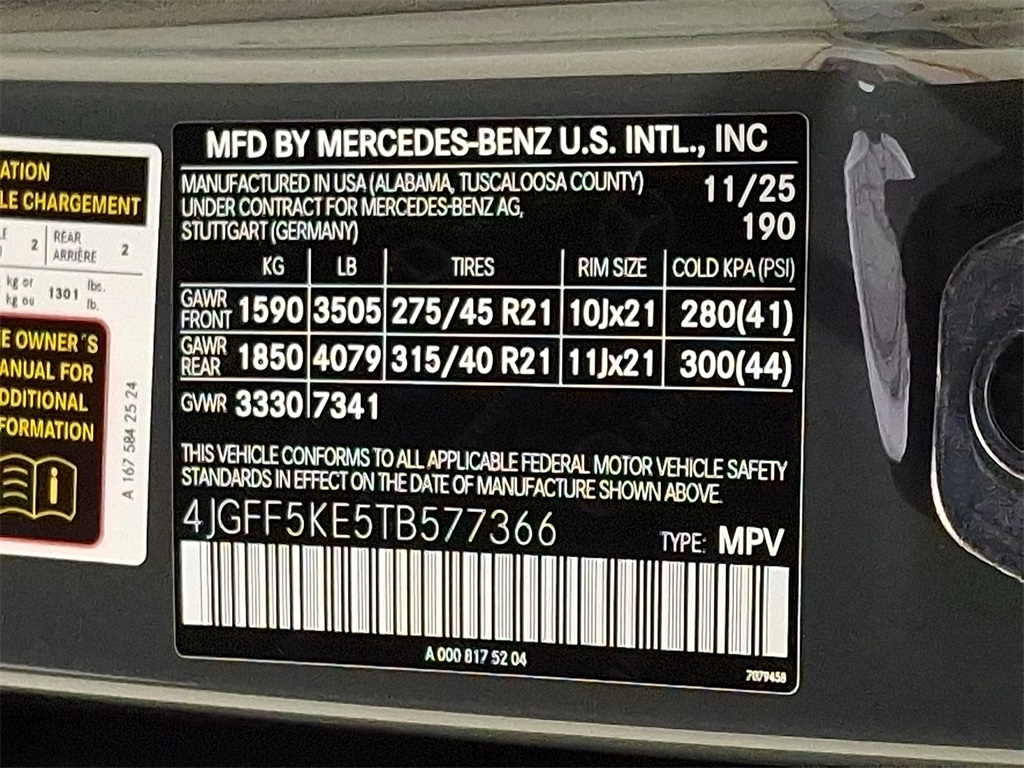 ATION
LE CHARGEMENT
2
REAR
ARRIÈRE
2
kg or
kg ou
1301
lbs.
lb.
E OWNER´S
ANUAL FOR
DDITIONAL
FORMATION
i
A 167 584 25 24
MFD BY MERCEDES-BENZ U.S. INTL., INC
MANUFACTURED IN USA (ALABAMA, TUSCALOOSA COUNTY)
UNDER CONTRACT FOR MERCEDES-BENZ AG,
STUTTGART (GERMANY)
11/25
190
KG LB TIRES RIM SIZE COLD KPA (PSI)
GAWR FRONT 1590 3505 275/45 R21 10Jx21 280(41)
GAWR REAR 1850 4079 315/40 R21 11Jx21 300(44)
GVWR 3330 7341
THIS VEHICLE CONFORMS TO ALL APPLICABLE FEDERAL MOTOR VEHICLE SAFETY
STANDARDS IN EFFECT ON THE DATE OF MANUFACTURE SHOWN ABOVE.
4JGFF5KE5TB577366
TYPE: MPV
A 000 817 52 04
7079458